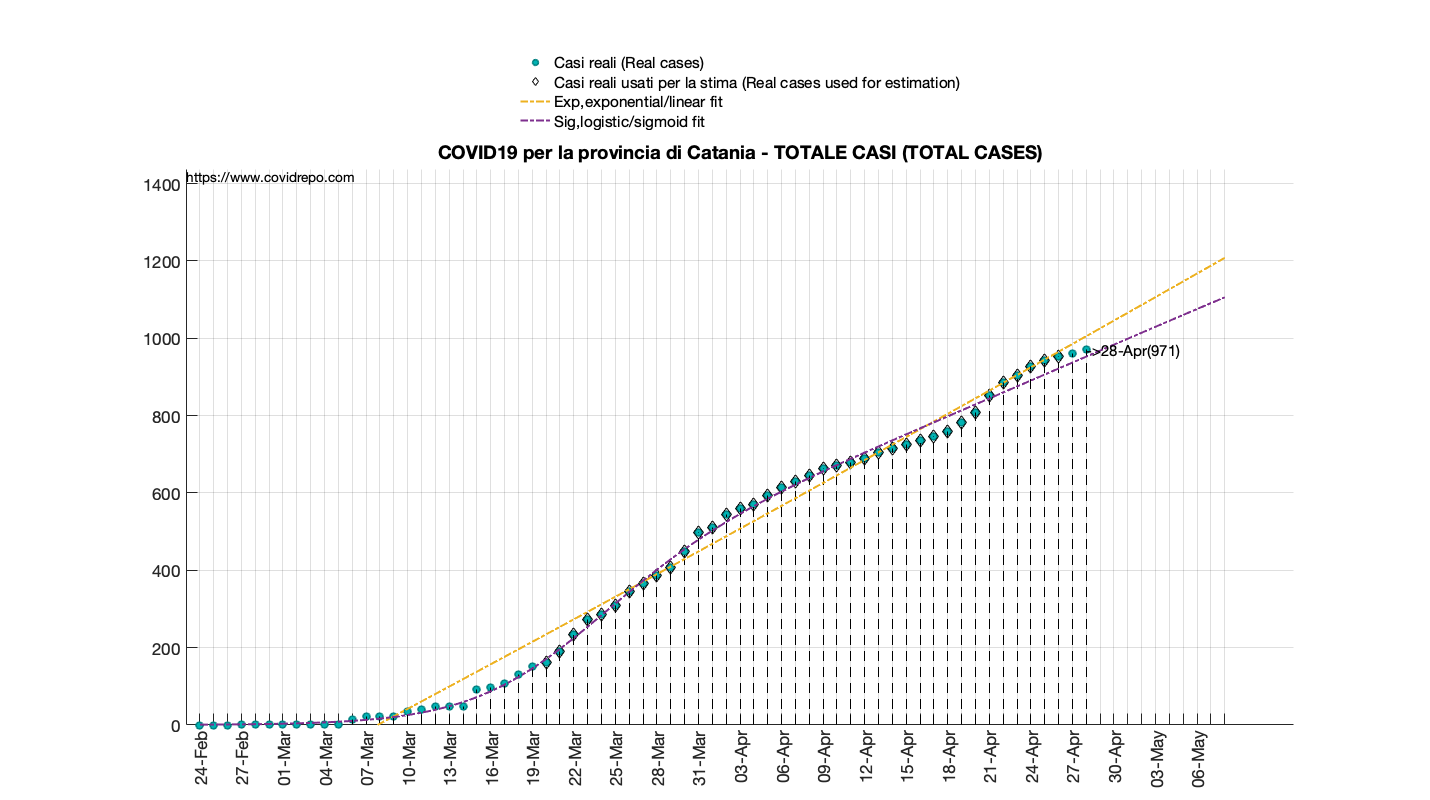 Casi reali (Real cases)
Casi reali usati per la stima (Real cases used for estimation)
Exp,exponential/linear fit
Sig,logistic/sigmoid fit
COVID19 per la provincia di Catania - TOTALE CASI (TOTAL CASES)
https://www.covidrepo.com
1400
1200
1000
800
600
400
200
0
>28-Apr(971)
24-Feb
27-Feb
01-Mar
04-Mar
07-Mar
10-Mar
13-Mar
16-Mar
19-Mar
22-Mar
25-Mar
28-Mar
31-Mar
03-Apr
06-Apr
09-Apr
12-Apr
15-Apr
18-Apr
21-Apr
24-Apr
27-Apr
30-Apr
03-May
06-May